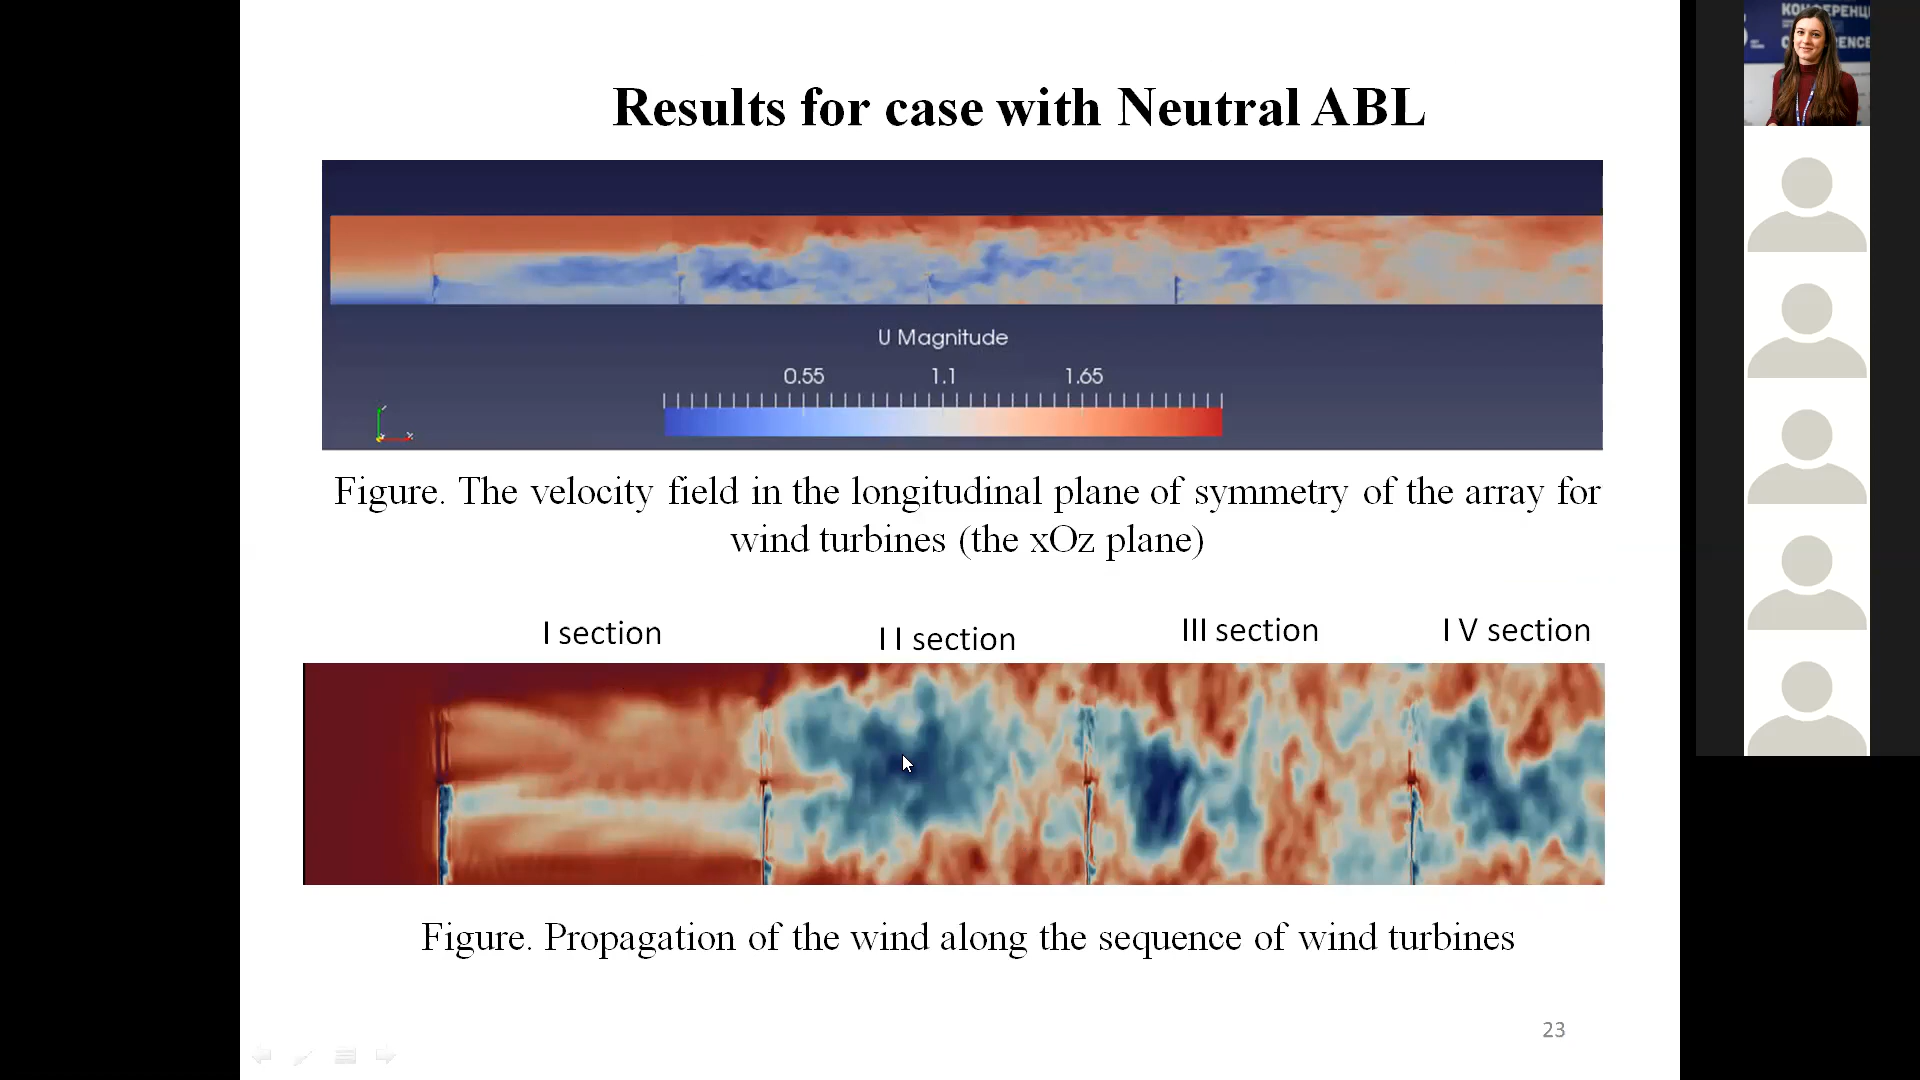 Results for case with Neutral ABL
U Magnitude
0.55 1.1 1.65
Figure. The velocity field in the longitudinal plane of symmetry of the array for
wind turbines (the xOz plane)
I section I I section III section I V section
Figure. Propagation of the wind along the sequence of wind turbines
23